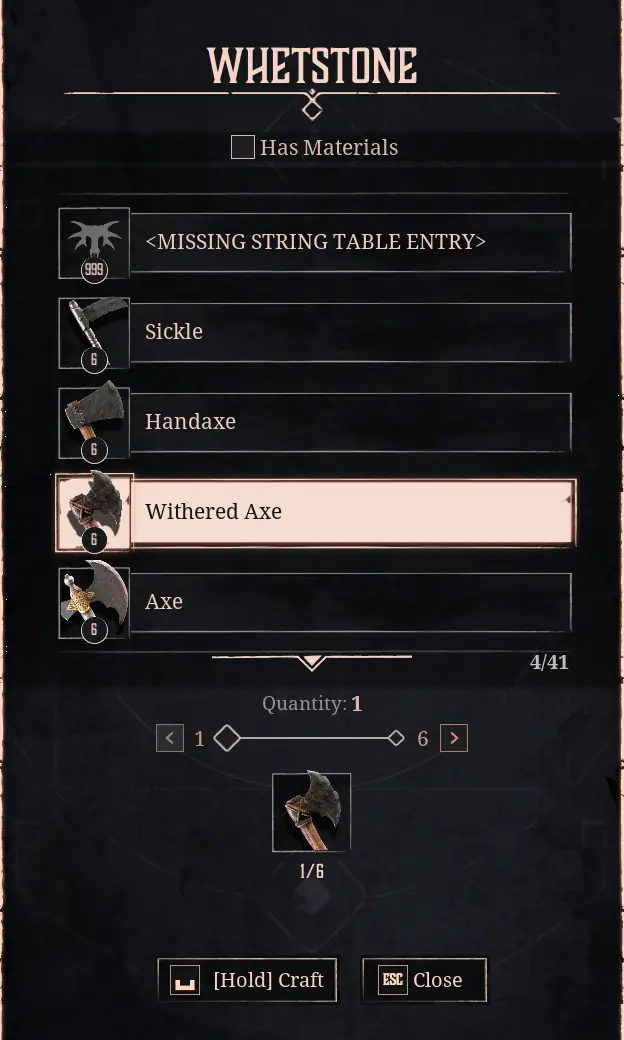 WHETSTONE
Has Materials
999
<MISSING STRING TABLE ENTRY>
6
Sickle
6
Handaxe
6
Withered Axe
6
Axe
4/41
Quantity: 1
< 1 6 >
1/6
[Hold] Craft
ESC Close